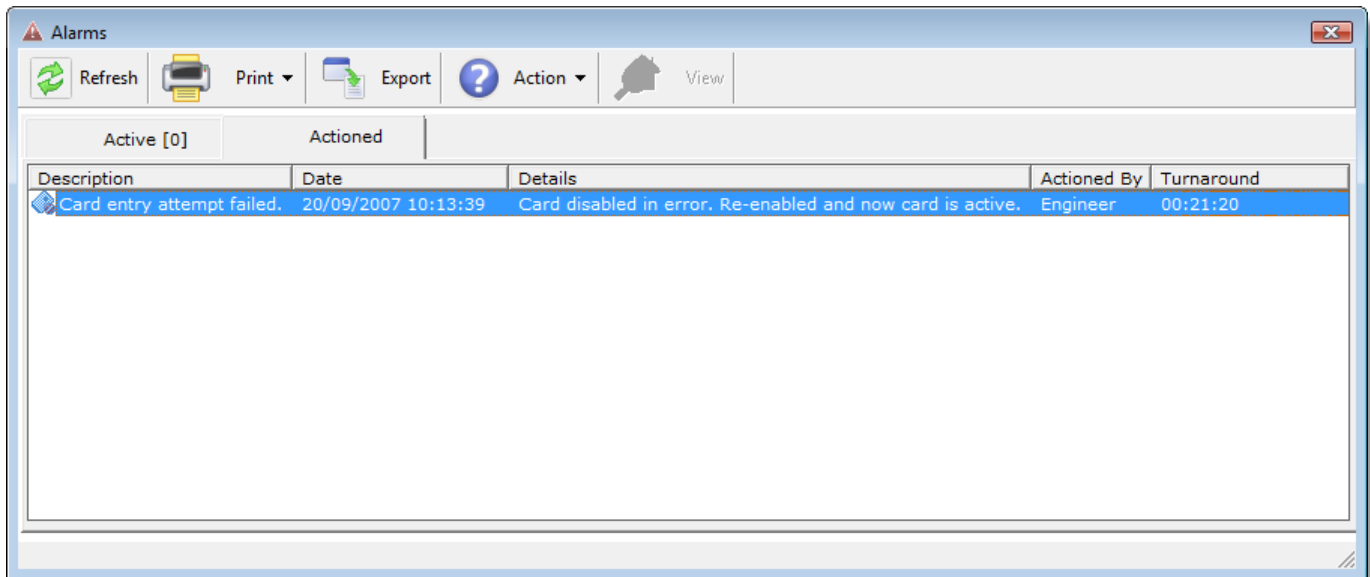 Alarms
Refresh Print Export Action View
Active [0] Actioned
Description Date Details Actioned By Turnaround
Card entry attempt failed. 20/09/2007 10:13:39 Card disabled in error. Re-enabled and now card is active. Engineer 00:21:20